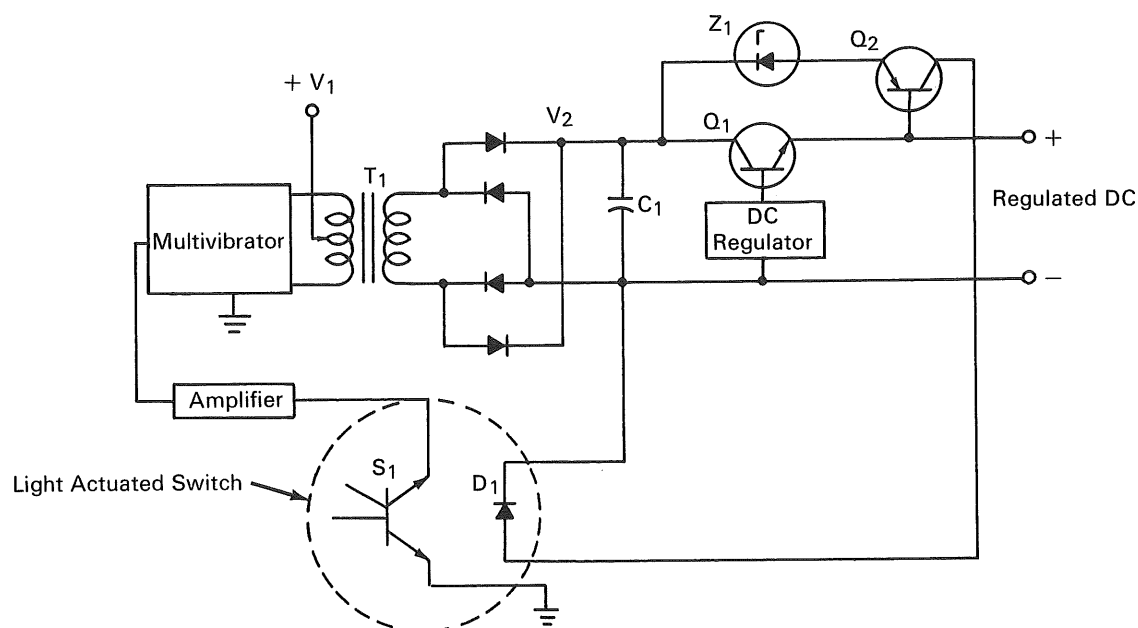 Z1
Q2
+ V1
V2
Q1
T1
+
C1
DC
Regulator
Regulated DC
Multivibrator
−
Amplifier
S1
D1
Light Actuated Switch